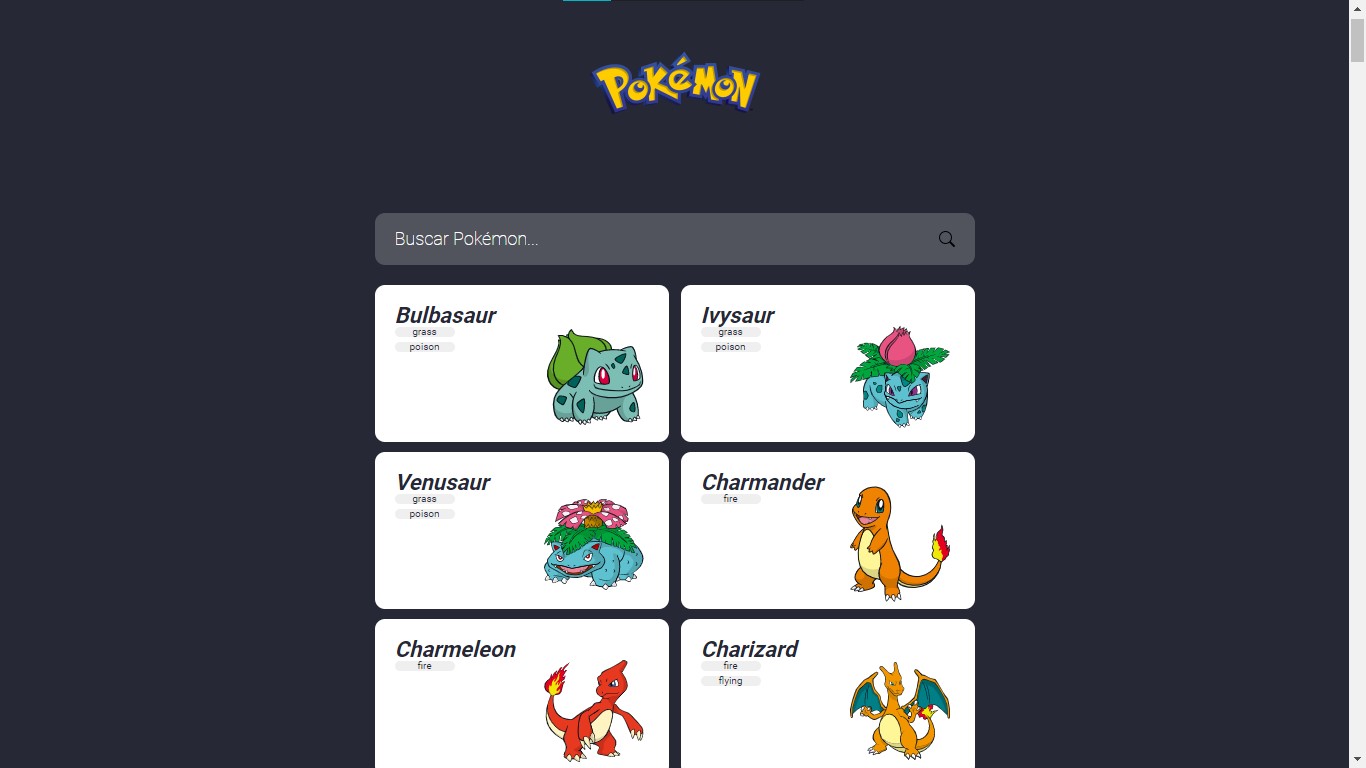 Pokémon
Buscar Pokémon...
Bulbasaur
grass
poison
Ivysaur
grass
poison
Venusaur
grass
poison
Charmander
fire
Charmeleon
fire
Charizard
fire
flying